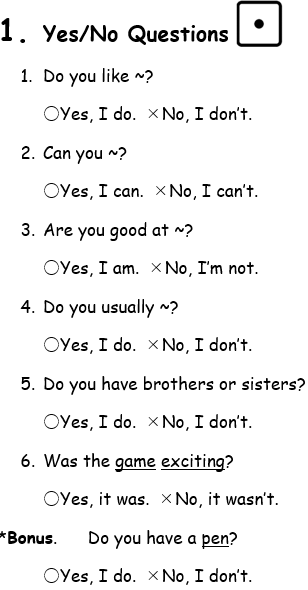 1. Yes/No Questions
1. Do you like ~?
○Yes, I do. ×No, I don't.
2. Can you ~?
○Yes, I can. ×No, I can't.
3. Are you good at ~?
○Yes, I am. ×No, I'm not.
4. Do you usually ~?
○Yes, I do. ×No, I don't.
5. Do you have brothers or sisters?
○Yes, I do. ×No, I don't.
6. Was the game exciting?
○Yes, it was. ×No, it wasn't.
*Bonus. Do you have a pen?
○Yes, I do. ×No, I don't.